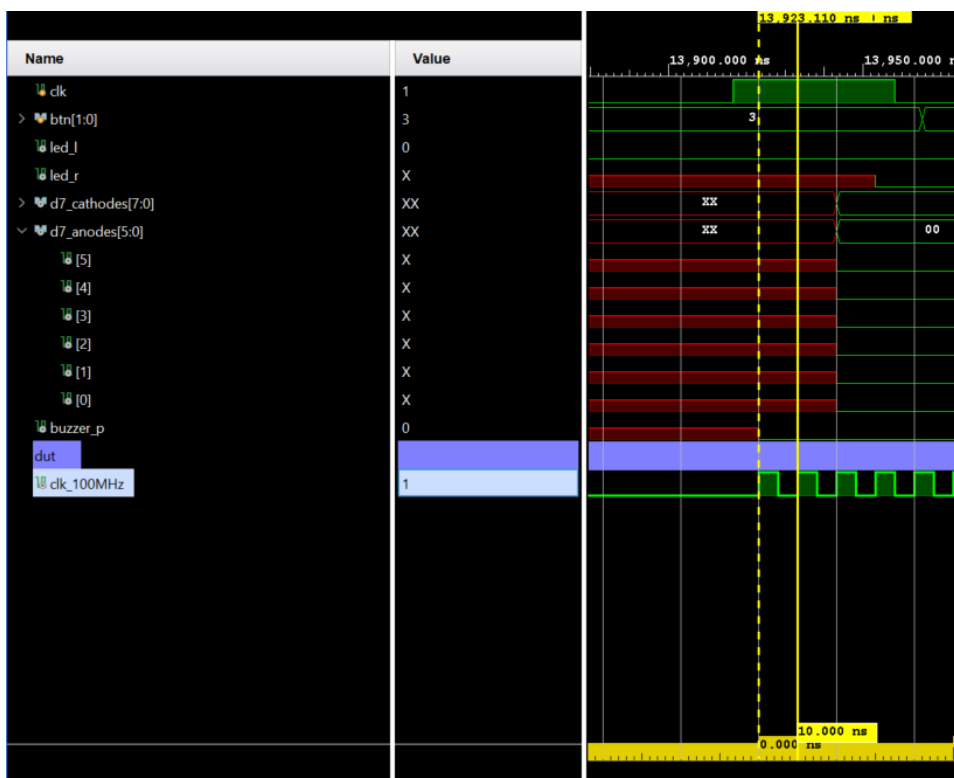 13,923.110 ns ns
Name Value
13,900.000 ns 13,950.000 n
clk 1
btn[1:0] 3 3
led_l 0
led_r X
d7_cathodes[7:0] XX XX
d7_anodes[5:0] XX XX 00
[5] X
[4] X
[3] X
[2] X
[1] X
[0] X
buzzer_p 0
dut
clk_100MHz 1
10.000 ns
0.000 ns